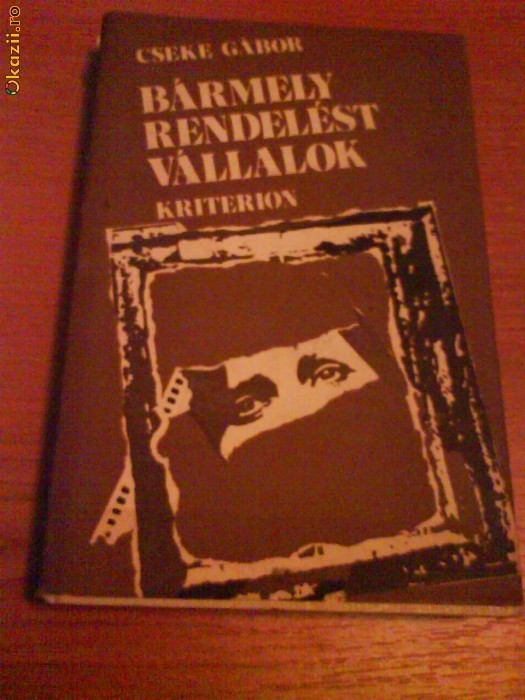 Okazii.ro
CSEKE GÁBOR
BÁRMELY
RENDELÉST
VÁLLALOK
KRITERION